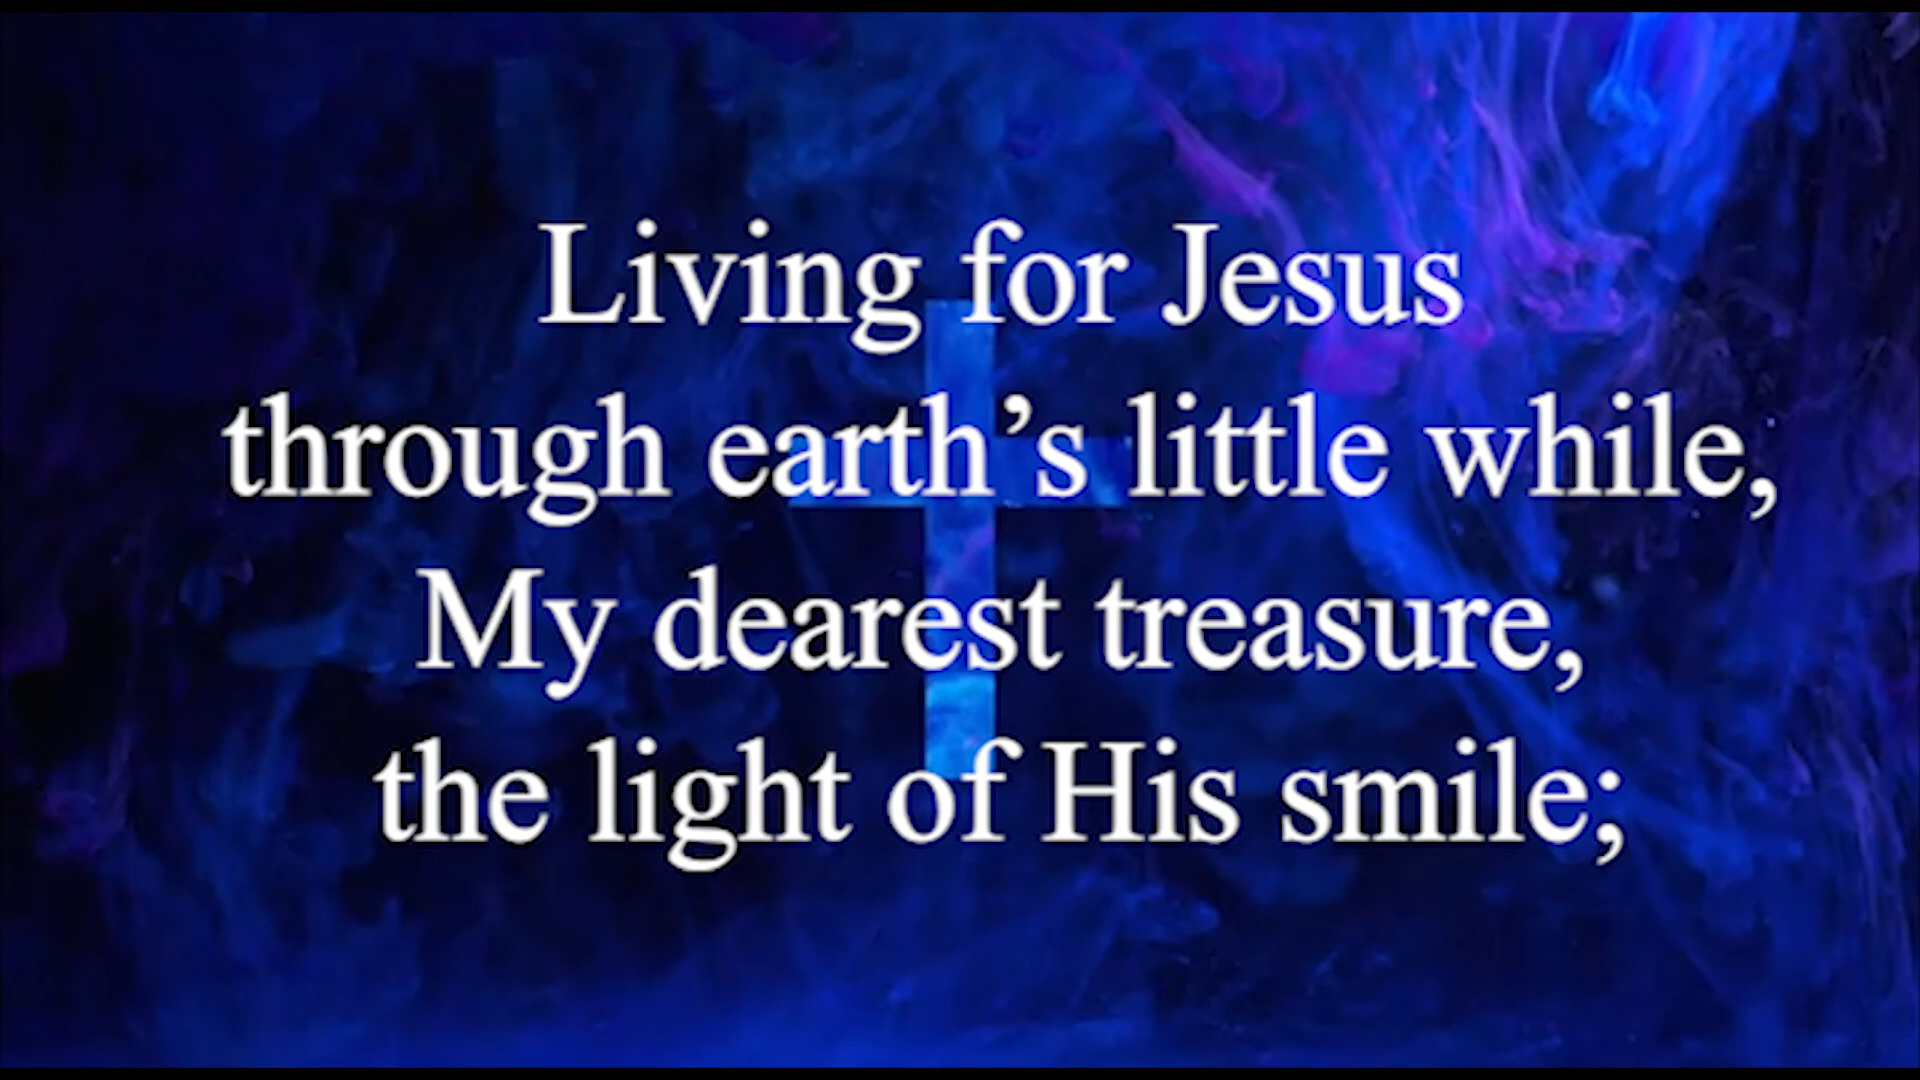 Living for Jesus
through earth’s little while,
My dearest treasure,
the light of His smile;